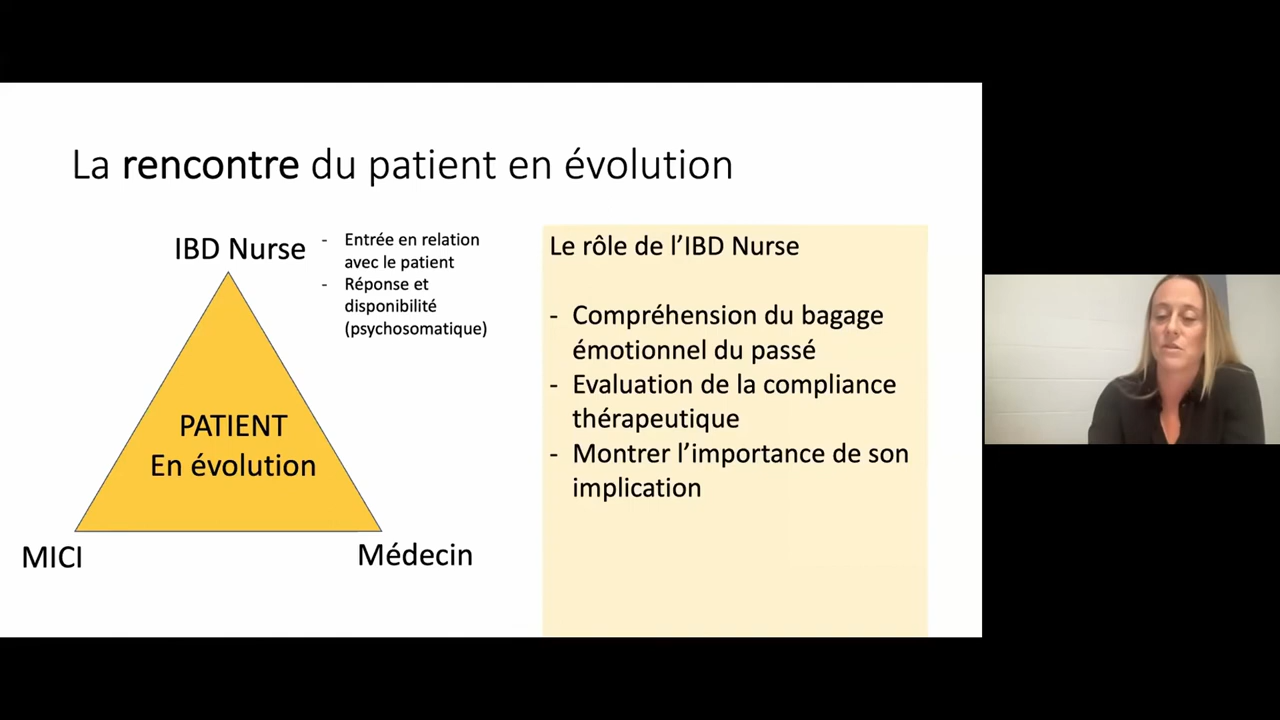 La rencontre du patient en évolution
IBD Nurse
- Entrée en relation
avec le patient
- Réponse et
disponibilité
(psychosomatique)
PATIENT
En évolution
MICI
Médecin
Le rôle de l’IBD Nurse
- Compréhension du bagage
émotionnel du passé
- Evaluation de la compliance
thérapeutique
- Montrer l’importance de son
implication